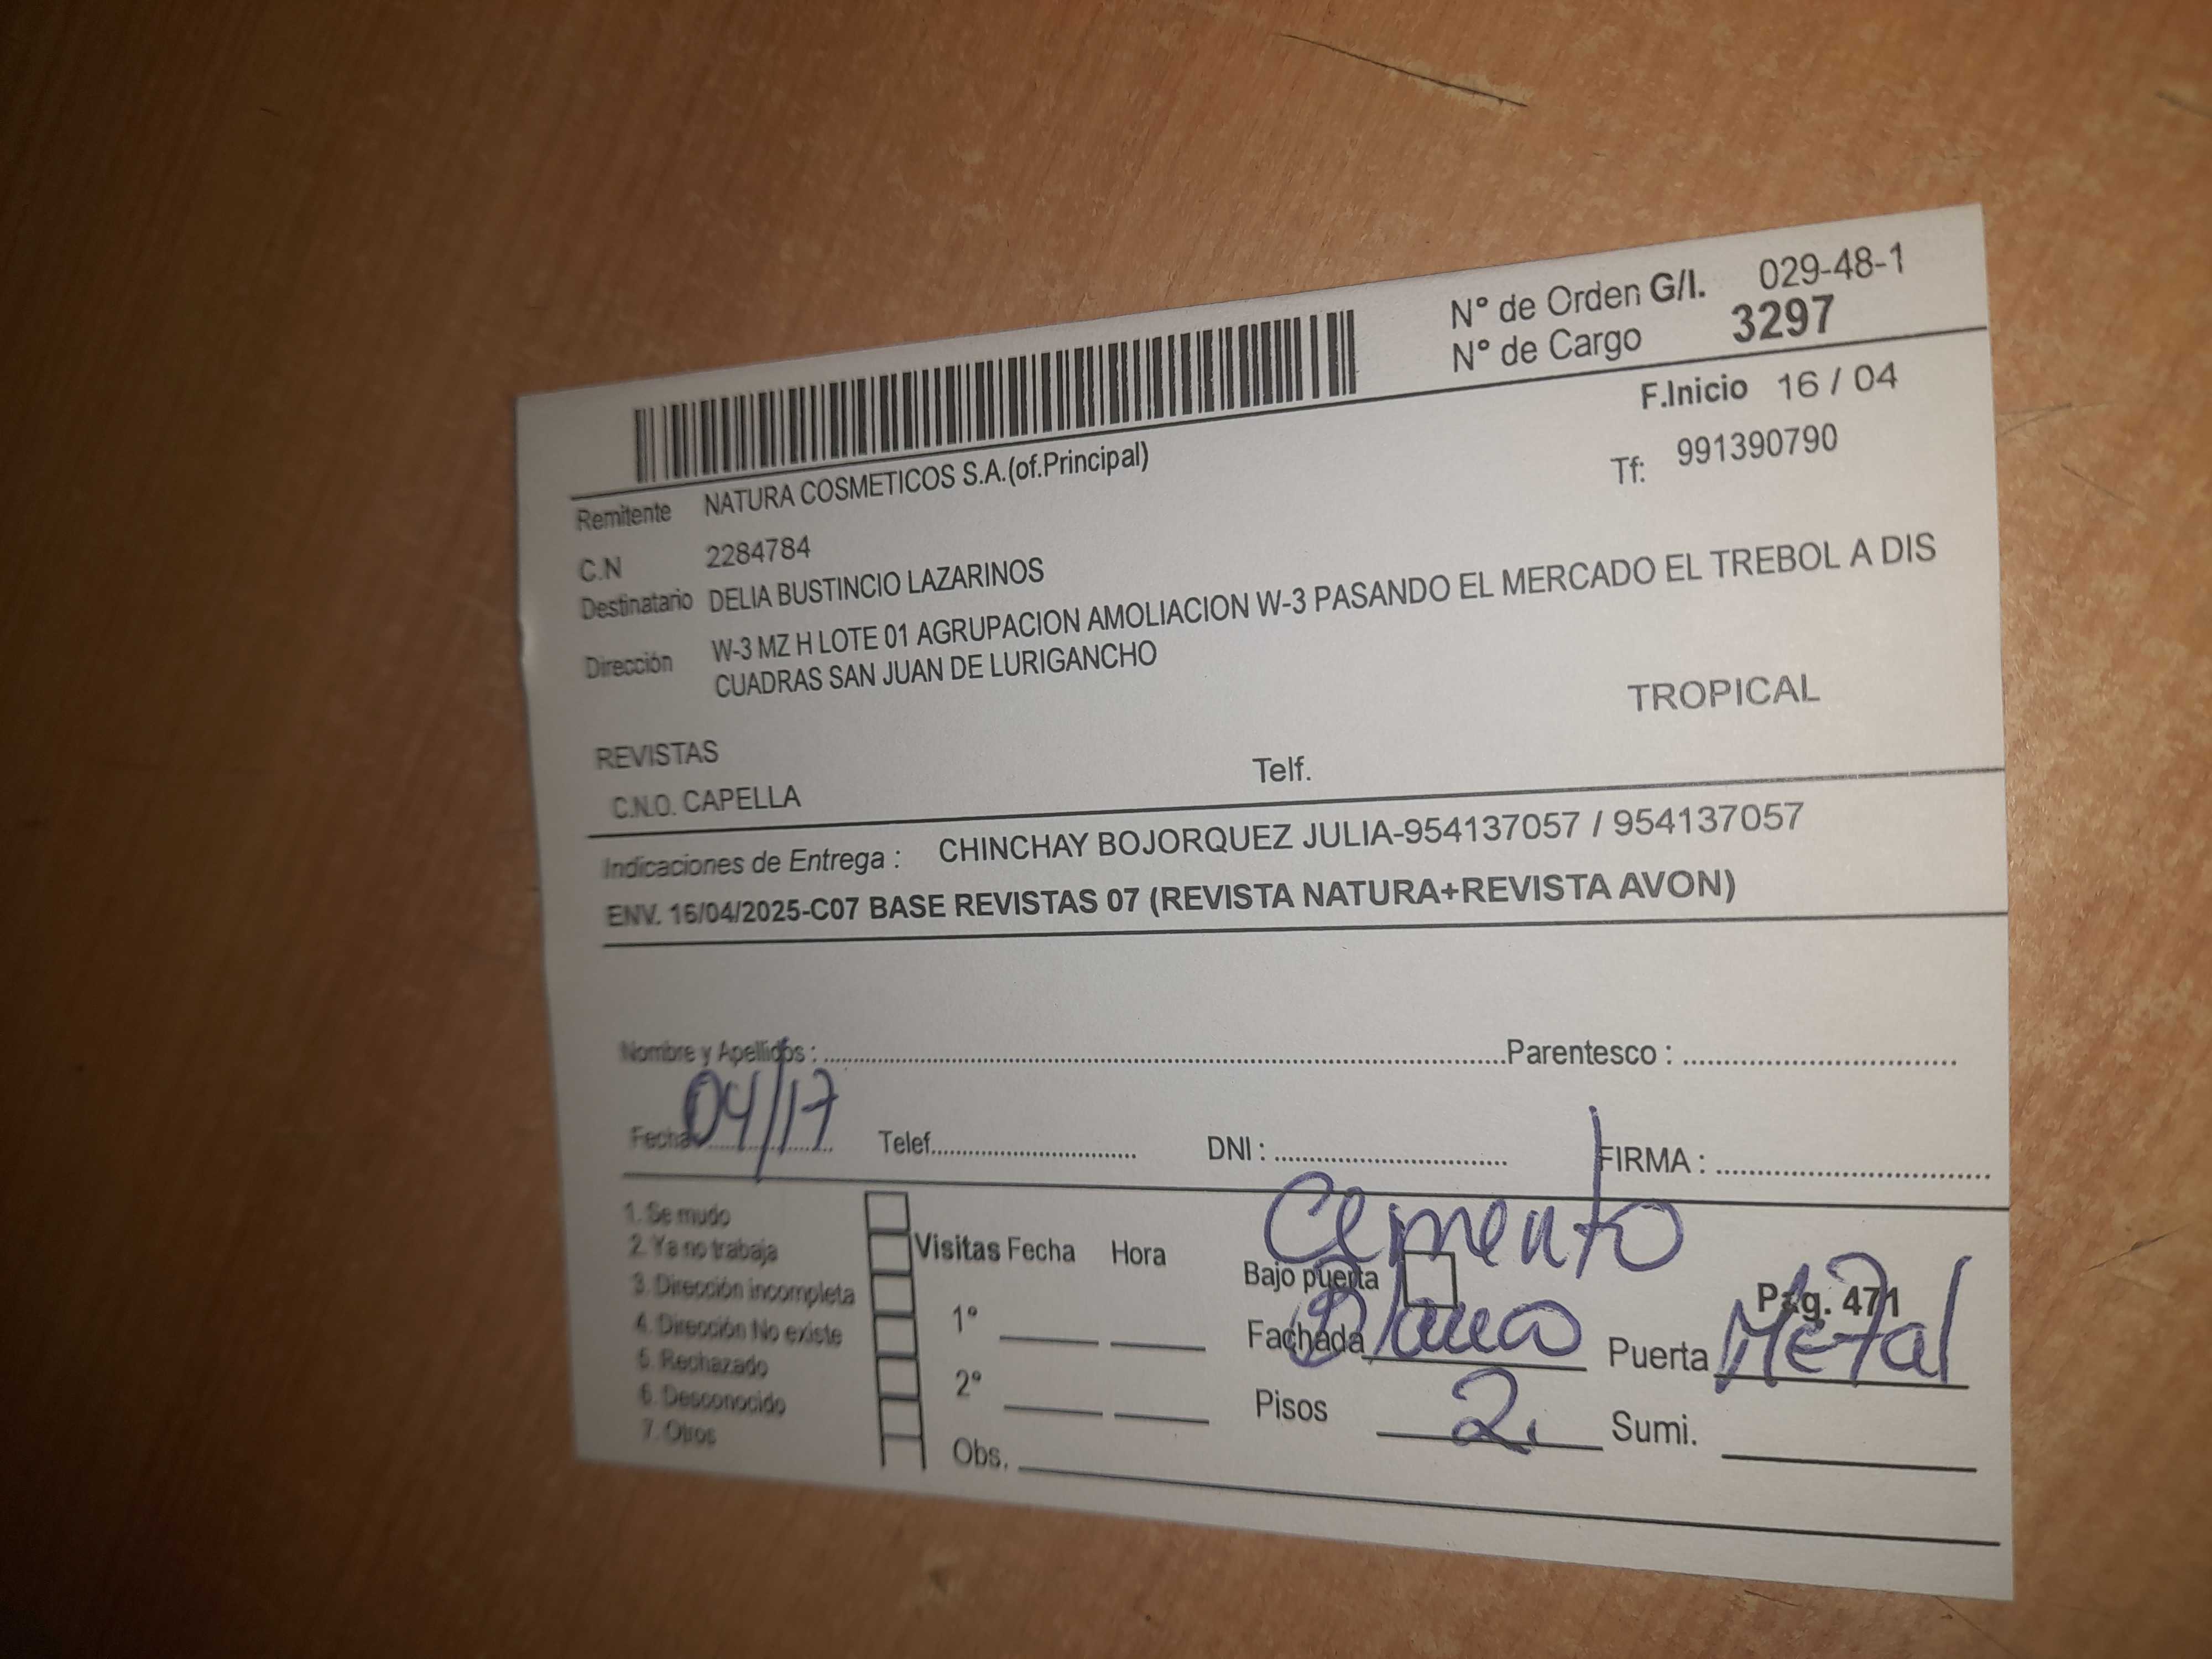 N° de Orden G/I. 029-48-1
N° de Cargo 3297
F.Inicio 16 / 04
Remitente NATURA COSMETICOS S.A.(of.Principal)
Tf: 991390790
C.N 2284784
Destinatario DELIA BUSTINCIO LAZARINOS
Dirección W-3 MZ H LOTE 01 AGRUPACION AMOLIACION W-3 PASANDO EL MERCADO EL TREBOL A DIS
CUADRAS SAN JUAN DE LURIGANCHO
TROPICAL
REVISTAS
C.N.O. CAPELLA Telf.
Indicaciones de Entrega : CHINCHAY BOJORQUEZ JULIA-954137057 / 954137057
ENV. 16/04/2025-C07 BASE REVISTAS 07 (REVISTA NATURA+REVISTA AVON)
Nombre y Apellidos : Parentesco :
Fecha 04/17 Telef. DNI : FIRMA :
1. Se mudo
2. Ya no trabaja
3. Dirección incompleta
4. Dirección No existe
5. Rechazado
6. Desconocido
7. Otros
Visitas Fecha Hora
1°
2°
Obs.
Cemento
Bajo puerta Pág. 471
Fachada Blanco Puerta Metal
Pisos 2. Sumi.